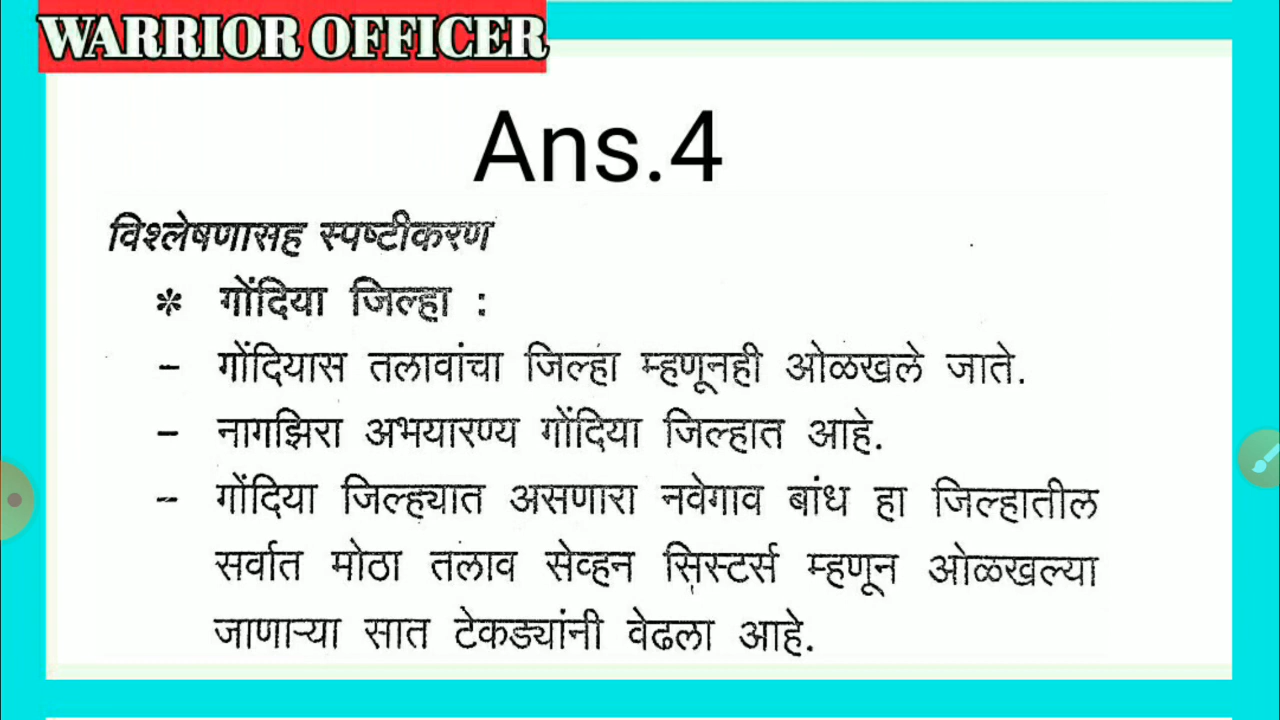 WARRIOR OFFICER
Ans.4
विश्लेषणासह स्पष्टीकरण
* गोंदिया जिल्हा :
– गोंदियास तलावांचा जिल्हा म्हणूनही ओळखले जाते.
– नागझिरा अभयारण्य गोंदिया जिल्हात आहे.
– गोंदिया जिल्ह्यात असणारा नवेगाव बांध हा जिल्हातील
सर्वात मोठा तलाव सेव्हन सिस्टर्स म्हणून ओळखल्या
जाणाऱ्या सात टेकड्यांनी वेढला आहे.